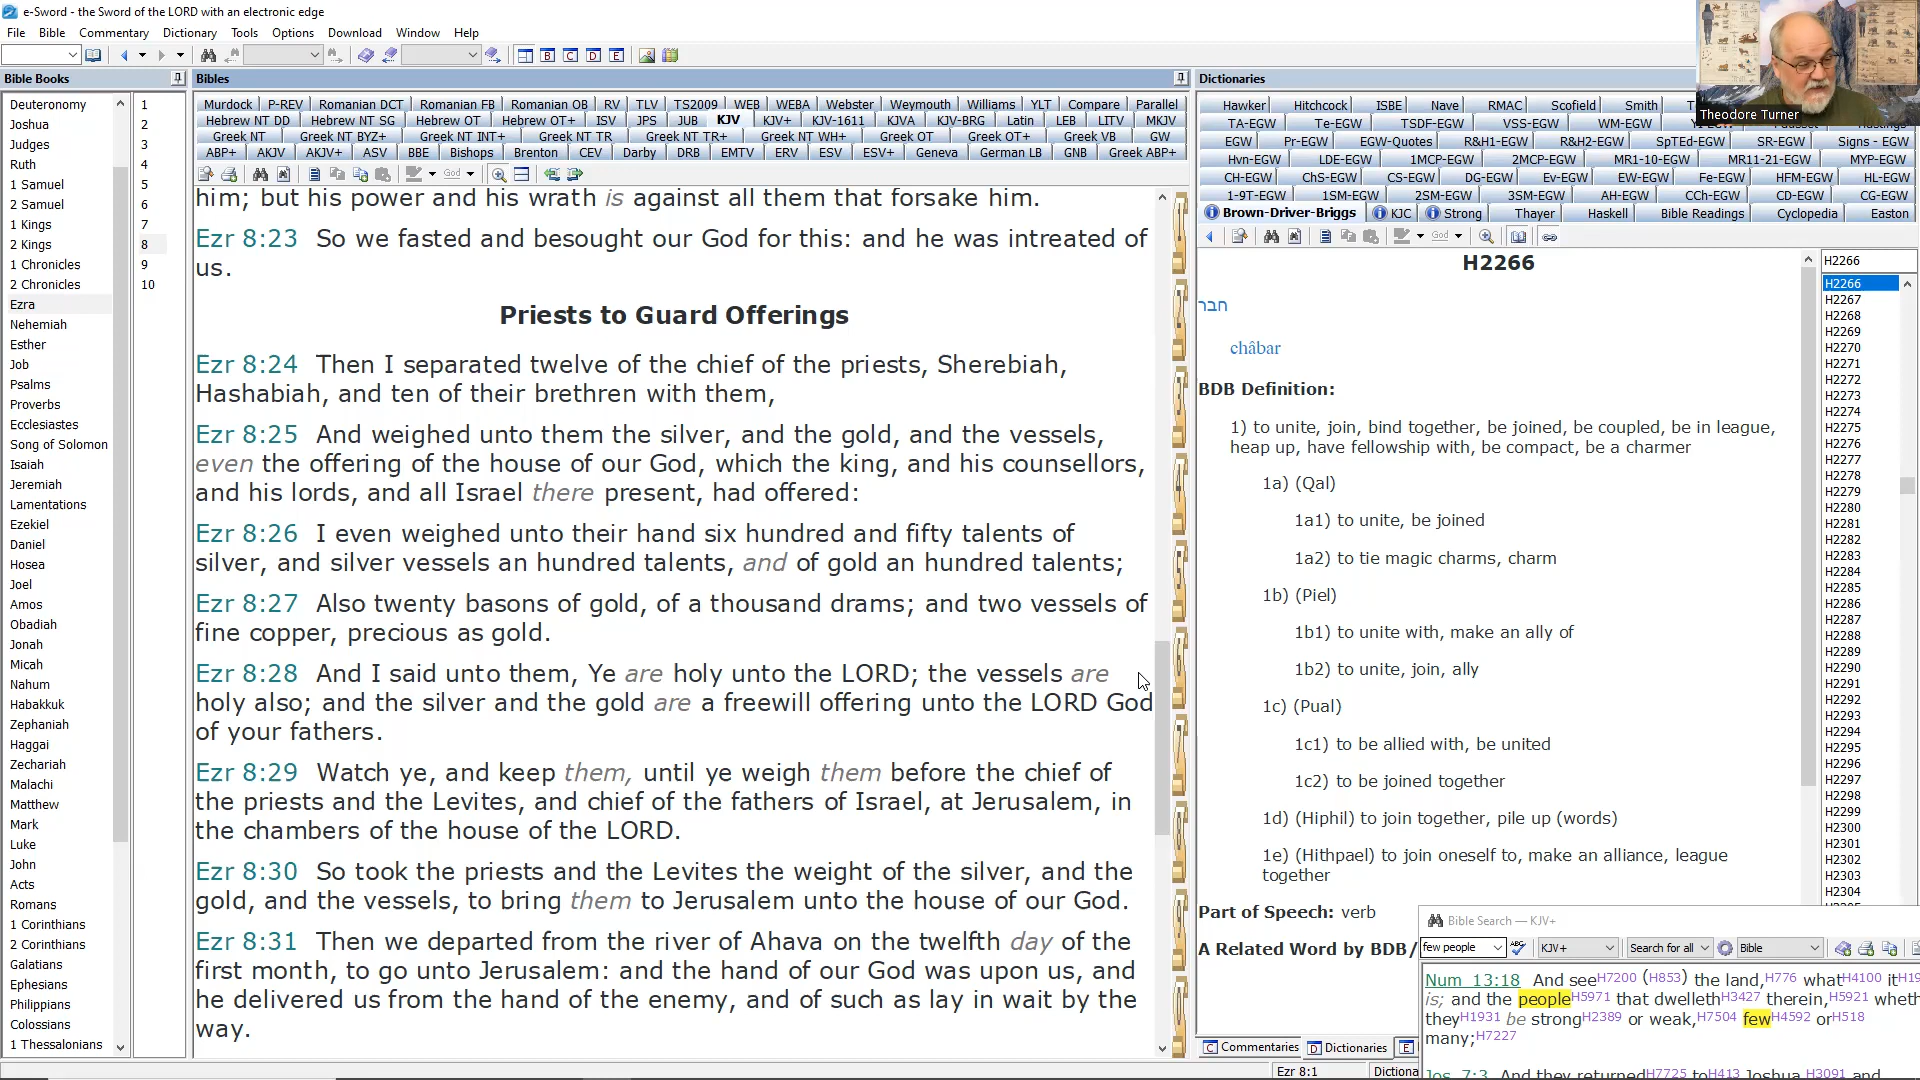 e-Sword - the Sword of the LORD with an electronic edge
File Bible Commentary Dictionary Tools Options Download Window Help
Bible Books
Deuteronomy
Joshua
Judges
Ruth
1 Samuel
2 Samuel
1 Kings
2 Kings
1 Chronicles
2 Chronicles
Ezra
Nehemiah
Esther
Job
Psalms
Proverbs
Ecclesiastes
Song of Solomon
Isaiah
Jeremiah
Lamentations
Ezekiel
Daniel
Hosea
Joel
Amos
Obadiah
Jonah
Micah
Nahum
Habakkuk
Zephaniah
Haggai
Zechariah
Malachi
Matthew
Mark
Luke
John
Acts
Romans
1 Corinthians
2 Corinthians
Galatians
Ephesians
Philippians
Colossians
1 Thessalonians
1
2
3
4
5
6
7
8
9
10
Bibles
Murdock P-REV Romanian DCT Romanian FB Romanian OB RV TLV TS2009 WEB WEBA Webster Weymouth Williams YLT Compare Parallel
Hebrew NT DD Hebrew NT SG Hebrew OT Hebrew OT+ ISV JPS JUB KJV KJV+ KJV-1611 KJVA KJV-BRG Latin LEB LITV MKJV
Greek NT Greek NT BYZ+ Greek NT INT+ Greek NT TR Greek NT TR+ Greek NT WH+ Greek OT Greek OT+ Greek VB GW
ABP+ AKJV AKJV+ ASV BBE Bishops Brenton CEV Darby DRB EMTV ERV ESV ESV+ Geneva German LB GNB Greek ABP+
him; but his power and his wrath is against all them that forsake him.
Ezr 8:23 So we fasted and besought our God for this: and he was intreated of
us.
Priests to Guard Offerings
Ezr 8:24 Then I separated twelve of the chief of the priests, Sherebiah,
Hashabiah, and ten of their brethren with them,
Ezr 8:25 And weighed unto them the silver, and the gold, and the vessels,
even the offering of the house of our God, which the king, and his counsellors,
and his lords, and all Israel there present, had offered:
Ezr 8:26 I even weighed unto their hand six hundred and fifty talents of
silver, and silver vessels an hundred talents, and of gold an hundred talents;
Ezr 8:27 Also twenty basons of gold, of a thousand drams; and two vessels of
fine copper, precious as gold.
Ezr 8:28 And I said unto them, Ye are holy unto the LORD; the vessels are
holy also; and the silver and the gold are a freewill offering unto the LORD God
of your fathers.
Ezr 8:29 Watch ye, and keep them, until ye weigh them before the chief of
the priests and the Levites, and chief of the fathers of Israel, at Jerusalem, in
the chambers of the house of the LORD.
Ezr 8:30 So took the priests and the Levites the weight of the silver, and the
gold, and the vessels, to bring them to Jerusalem unto the house of our God.
Ezr 8:31 Then we departed from the river of Ahava on the twelfth day of the
first month, to go unto Jerusalem: and the hand of our God was upon us, and
he delivered us from the hand of the enemy, and of such as lay in wait by the
way.
Dictionaries
Hawker Hitchcock ISBE Nave RMAC Scofield Smith
TA-EGW Te-EGW TSDF-EGW VSS-EGW WM-EGW
EGW Pr-EGW EGW-Quotes R&H1-EGW R&H2-EGW SpTEd-EGW SR-EGW Signs - EGW
Hvn-EGW LDE-EGW 1MCP-EGW 2MCP-EGW MR1-10-EGW MR11-21-EGW MYP-EGW
CH-EGW ChS-EGW CS-EGW DG-EGW Ev-EGW EW-EGW Fe-EGW HFM-EGW HL-EGW
1-9T-EGW 1SM-EGW 2SM-EGW 3SM-EGW AH-EGW CCh-EGW CD-EGW CG-EGW
Brown-Driver-Briggs KJC Strong Thayer Haskell Bible Readings Cyclopedia Easton
H2266
חבר
châbar
BDB Definition:
1) to unite, join, bind together, be joined, be coupled, be in league,
heap up, have fellowship with, be compact, be a charmer
1a) (Qal)
1a1) to unite, be joined
1a2) to tie magic charms, charm
1b) (Piel)
1b1) to unite with, make an ally of
1b2) to unite, join, ally
1c) (Pual)
1c1) to be allied with, be united
1c2) to be joined together
1d) (Hiphil) to join together, pile up (words)
1e) (Hithpael) to join oneself to, make an alliance, league
together
Part of Speech: verb
A Related Word by BDB/
H2266
H2266
H2267
H2268
H2269
H2270
H2271
H2272
H2273
H2274
H2275
H2276
H2277
H2278
H2279
H2280
H2281
H2282
H2283
H2284
H2285
H2286
H2287
H2288
H2289
H2290
H2291
H2292
H2293
H2294
H2295
H2296
H2297
H2298
H2299
H2300
H2301
H2302
H2303
H2304
Theodore Turner
Bible Search — KJV+
few people KJV+ Search for all Bible
Num 13:18 And seeH7200 (H853) the land,H776 whatH4100 itH19
is; and the peopleH5971 that dwellethH3427 therein,H5921 wheth
theyH1931 be strongH2389 or weak,H7504 fewH4592 orH518
many;H7227
Jos 7:3 And they returnedH7725 toH413 Joshua,H3091 and
Commentaries Dictionaries
Ezr 8:1 Dictiona